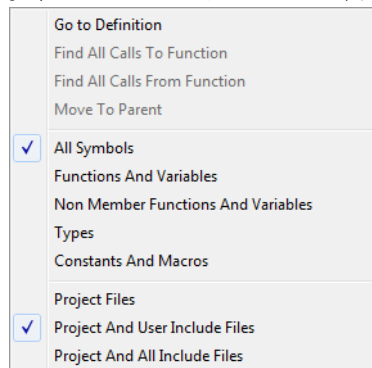 Go to Definition
Find All Calls To Function
Find All Calls From Function
Move To Parent
All Symbols
Functions And Variables
Non Member Functions And Variables
Types
Constants And Macros
Project Files
Project And User Include Files
Project And All Include Files